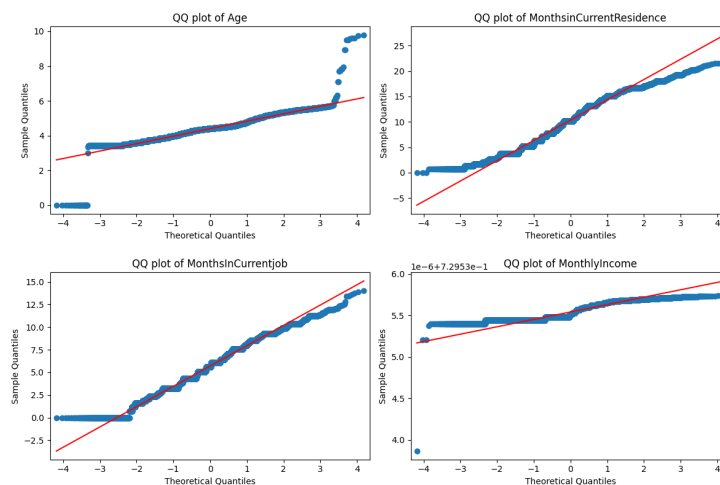 QQ plot of Age
10
8
6
4
2
0
Sample Quantiles
−4 −3 −2 −1 0 1 2 3 4
Theoretical Quantiles
QQ plot of MonthsinCurrentResidence
25
20
15
10
5
0
−5
Sample Quantiles
−4 −3 −2 −1 0 1 2 3 4
Theoretical Quantiles
QQ plot of MonthsInCurrentjob
15.0
12.5
10.0
7.5
5.0
2.5
0.0
−2.5
Sample Quantiles
−4 −3 −2 −1 0 1 2 3 4
Theoretical Quantiles
1e-6+7.2953e-1
QQ plot of MonthlyIncome
6.0
5.5
5.0
4.5
4.0
Sample Quantiles
−4 −3 −2 −1 0 1 2 3 4
Theoretical Quantiles